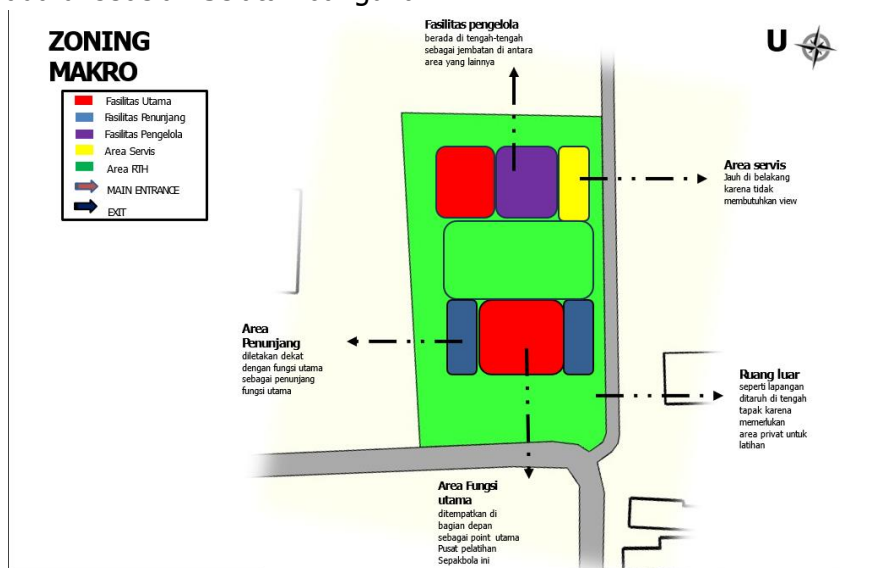 ZONING
MAKRO
Fasilitas Utama
Fasilitas Penunjang
Fasilitas Pengelola
Area Servis
Area RTH
MAIN ENTRANCE
EXIT
Fasilitas pengelola
berada di tengah-tengah
sebagai jembatan di antara
area yang lainnya
U
Area servis
Jauh di belakang
karena tidak
membutuhkan view
Area
Penunjang
diletakan dekat
dengan fungsi utama
sebagai penunjang
fungsi utama
Ruang luar
seperti lapangan
ditaruh di tengah
tapak karena
memerlukan
area privat untuk
latihan
Area Fungsi
utama
ditempatkan di
bagian depan
sebagai point utama
Pusat pelatihan
Sepakbola ini